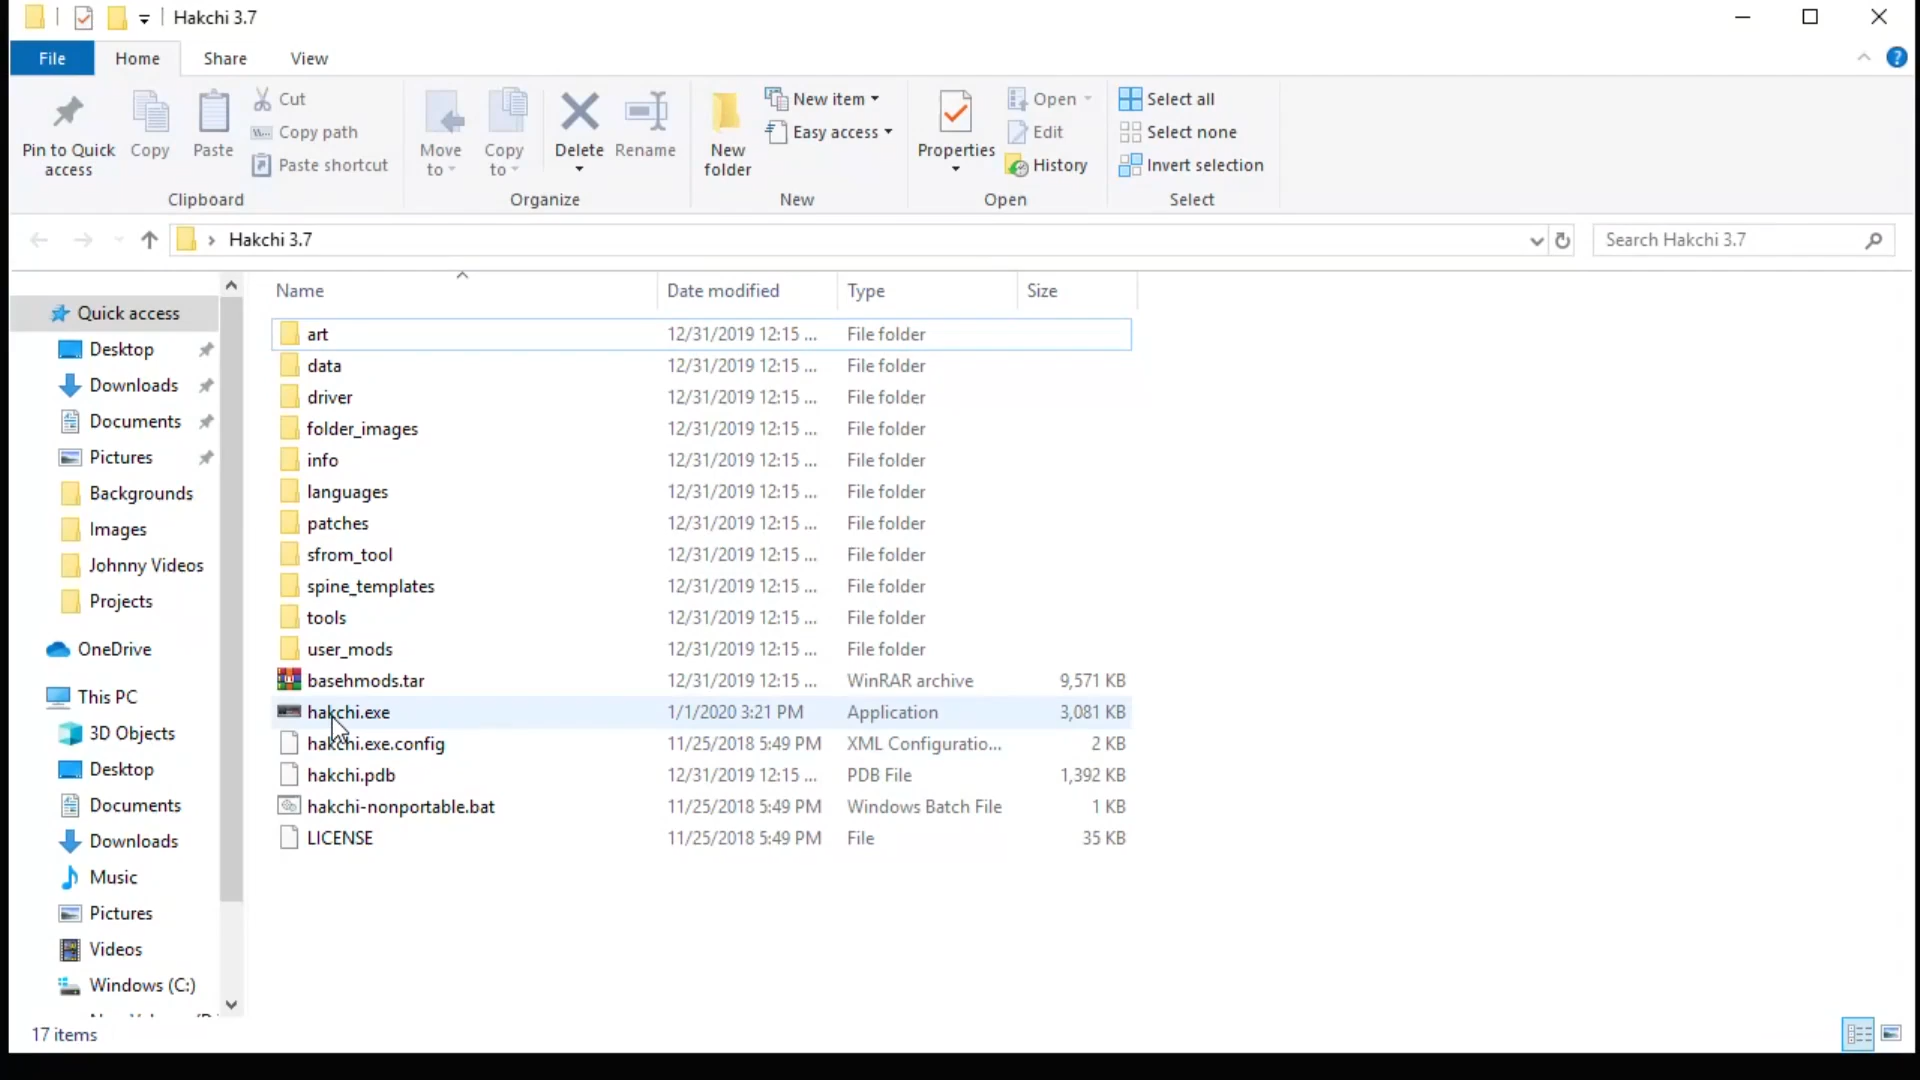 Hakchi 3.7
File Home Share View
Pin to Quick access
Copy
Paste
Cut
Copy path
Paste shortcut
Clipboard
Move to
Copy to
Delete
Rename
Organize
New folder
New item
Easy access
New
Properties
Open
Edit
History
Open
Select all
Select none
Invert selection
Select
Hakchi 3.7
Search Hakchi 3.7
Quick access
Desktop
Downloads
Documents
Pictures
Backgrounds
Images
Johnny Videos
Projects
OneDrive
This PC
3D Objects
Desktop
Documents
Downloads
Music
Pictures
Videos
Windows (C:)
Name Date modified Type Size
art 12/31/2019 12:15 ... File folder
data 12/31/2019 12:15 ... File folder
driver 12/31/2019 12:15 ... File folder
folder_images 12/31/2019 12:15 ... File folder
info 12/31/2019 12:15 ... File folder
languages 12/31/2019 12:15 ... File folder
patches 12/31/2019 12:15 ... File folder
sfrom_tool 12/31/2019 12:15 ... File folder
spine_templates 12/31/2019 12:15 ... File folder
tools 12/31/2019 12:15 ... File folder
user_mods 12/31/2019 12:15 ... File folder
basehmods.tar 12/31/2019 12:15 ... WinRAR archive 9,571 KB
hakchi.exe 1/1/2020 3:21 PM Application 3,081 KB
hakchi.exe.config 11/25/2018 5:49 PM XML Configuratio... 2 KB
hakchi.pdb 12/31/2019 12:15 ... PDB File 1,392 KB
hakchi-nonportable.bat 11/25/2018 5:49 PM Windows Batch File 1 KB
LICENSE 11/25/2018 5:49 PM File 35 KB
17 items